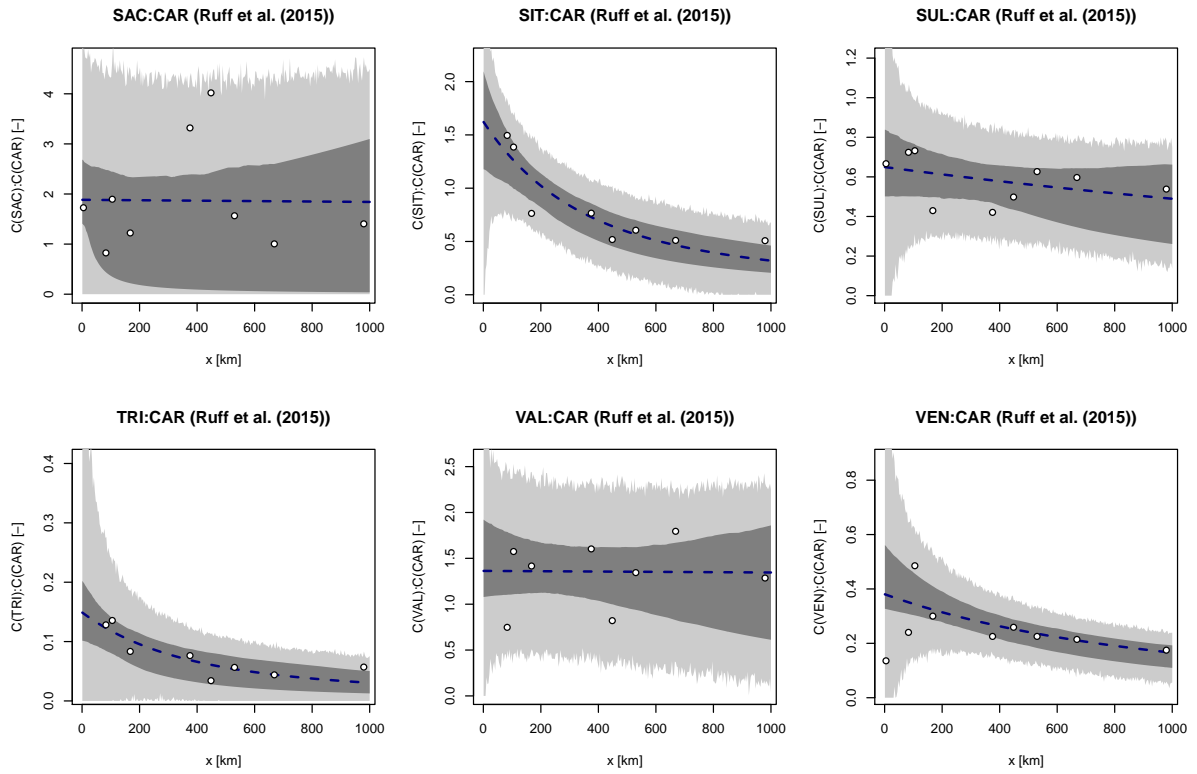 SAC:CAR (Ruff et al. (2015))
C(SAC):C(CAR) [−]
4
3
2
1
0
0 200 400 600 800 1000
x [km]
SIT:CAR (Ruff et al. (2015))
C(SIT):C(CAR) [−]
2.0
1.5
1.0
0.5
0.0
0 200 400 600 800 1000
x [km]
SUL:CAR (Ruff et al. (2015))
C(SUL):C(CAR) [−]
1.2
1.0
0.8
0.6
0.4
0.2
0.0
0 200 400 600 800 1000
x [km]
TRI:CAR (Ruff et al. (2015))
C(TRI):C(CAR) [−]
0.4
0.3
0.2
0.1
0.0
0 200 400 600 800 1000
x [km]
VAL:CAR (Ruff et al. (2015))
C(VAL):C(CAR) [−]
2.5
2.0
1.5
1.0
0.5
0.0
0 200 400 600 800 1000
x [km]
VEN:CAR (Ruff et al. (2015))
C(VEN):C(CAR) [−]
0.8
0.6
0.4
0.2
0.0
0 200 400 600 800 1000
x [km]